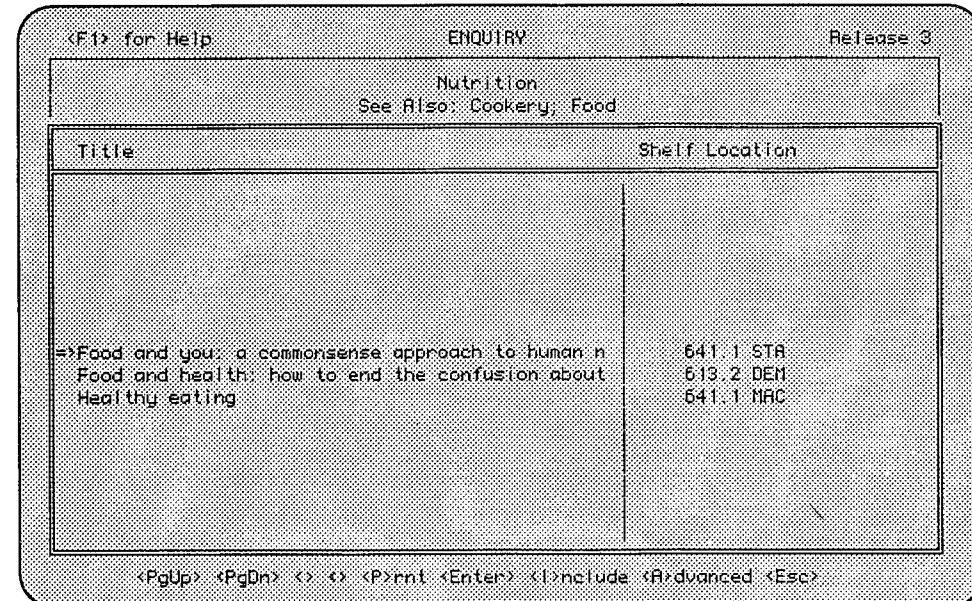 <F1> for Help ENQUIRY Release 3
Nutrition
See Also: Cookery, Food
Title Shelf Location
=>Food and you: a commonsense approach to human n 641.1 STA
Food and health: how to end the confusion about 613.2 DEM
Healthy eating 641.1 MAC
<PgUp> <PgDn> <> <> <P>rnt <Enter> <I>nclude <A>dvanced <Esc>